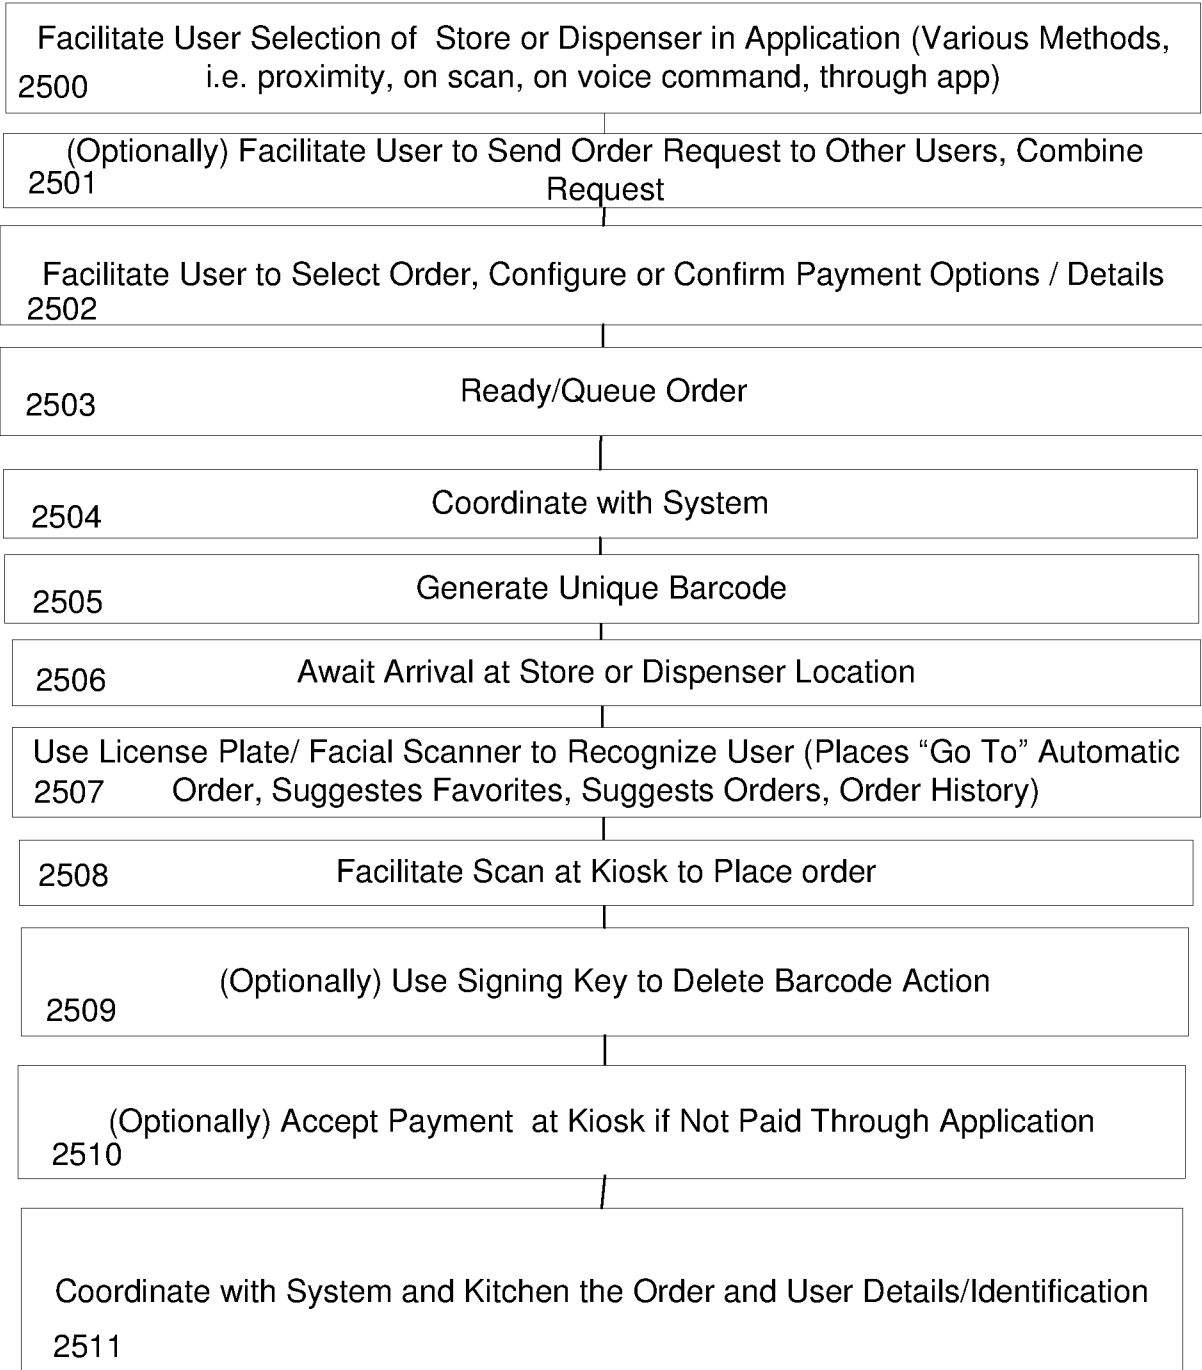 Facilitate User Selection of Store or Dispenser in Application (Various Methods,
i.e. proximity, on scan, on voice command, through app)
2500
(Optionally) Facilitate User to Send Order Request to Other Users, Combine
Request
2501
Facilitate User to Select Order, Configure or Confirm Payment Options / Details
2502
Ready/Queue Order
2503
Coordinate with System
2504
Generate Unique Barcode
2505
Await Arrival at Store or Dispenser Location
2506
Use License Plate/ Facial Scanner to Recognize User (Places “Go To” Automatic
Order, Suggestes Favorites, Suggests Orders, Order History)
2507
Facilitate Scan at Kiosk to Place order
2508
(Optionally) Use Signing Key to Delete Barcode Action
2509
(Optionally) Accept Payment at Kiosk if Not Paid Through Application
2510
Coordinate with System and Kitchen the Order and User Details/Identification
2511